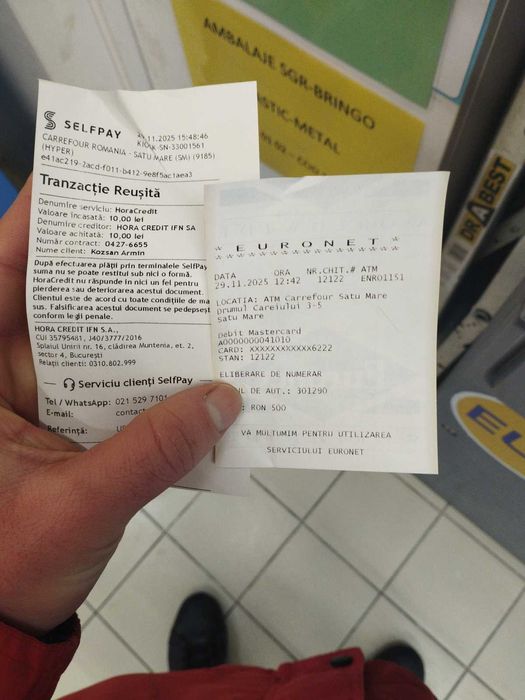 AMBALAJE SGR-BRINGO
STIC-METAL
DR.BEST
SELFPAY
.11.2025 15:48:46
KIOSK-SN-33001561
CARREFOUR ROMANIA - SATU MARE (SM) (9185)
(HYPER)
e41ac219-2acd-f011-b412-9e8f5ac1aea3
Tranzacție Reușită
Denumire serviciu: HoraCredit
Valoare încasată: 10,00 lei
Denumire creditor: HORA CREDIT IFN SA
Valoare achitată: 10,00 lei
Număr contract: 0427-6655
Nume client: Kozsan Armin
După efectuarea plății prin terminalele SelfPay
suma nu se poate restitui sub nici o formă.
HoraCredit nu răspunde în nici un fel pentru
pierderea sau deteriorarea acestui document.
Clientul este de acord cu toate condițiile de ma
sus. Falsificarea acestui document se pedepseșt
conform legii penale.
HORA CREDIT IFN S.A.,
CUI 35795481, J40/3777/2016
Splaiul Unirii nr. 16, clădirea Muntenia, et. 2,
sector 4, București
Relații clienți: 0310.802.999
Serviciu clienți SelfPay
Tel / WhatsApp: 021 529 7101
E-mail: contac
Referință:
* EURONET *
DATA ORA NR.CHIT.# ATM
29.11.2025 12:42 12122 ENRO1151
LOCATIA: ATM Carrefour Satu Mare
Drumul Careiului 3-5
Satu Mare
Debit Mastercard
A0000000041010
CARD: XXXXXXXXXXXX6222
STAN: 12122
ELIBERARE DE NUMERAR
UL DE AUT.: 301290
: RON 500
VA MULTUMIM PENTRU UTILIZAREA
SERVICIULUI EURONET